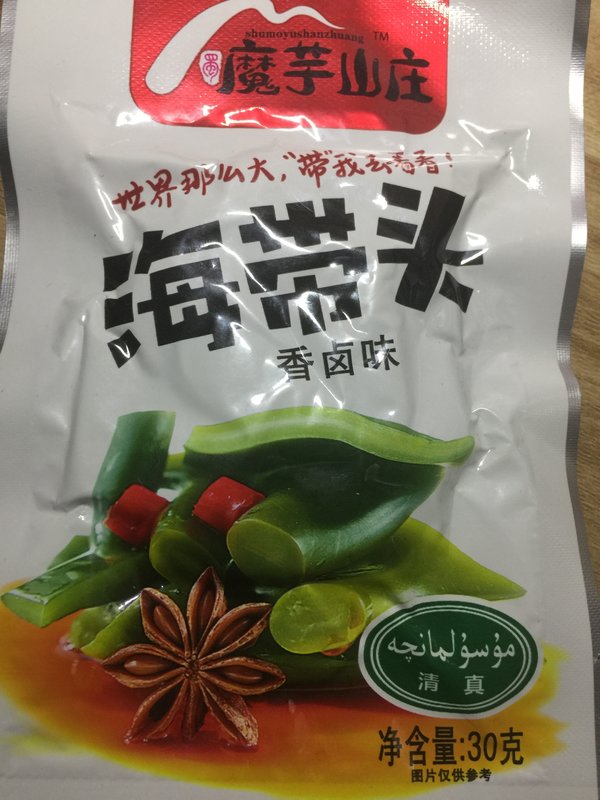 shumoyushanzhuang TM
蜀魔芋山庄
世界那么大,"带"我去看看!
海带头
香卤味
مۇسۇلمانچە
清真
净含量:30克
图片仅供参考